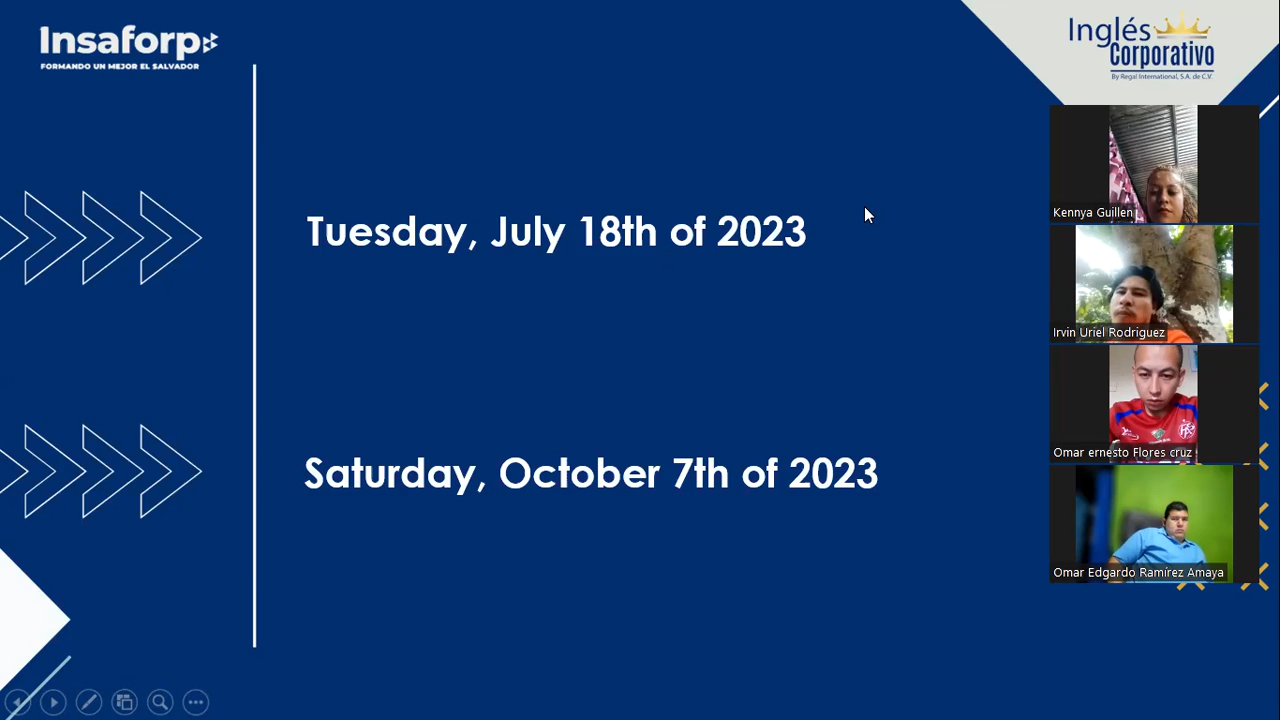 Insaforp
FORMANDO UN MEJOR EL SALVADOR
Inglés
Corporativo
By Regal International, S.A. de C.V.
Tuesday, July 18th of 2023
Saturday, October 7th of 2023
Kennya Guillen
Irvin Uriel Rodriguez
Omar ernesto Flores cruz
Omar Edgardo Ramírez Amaya